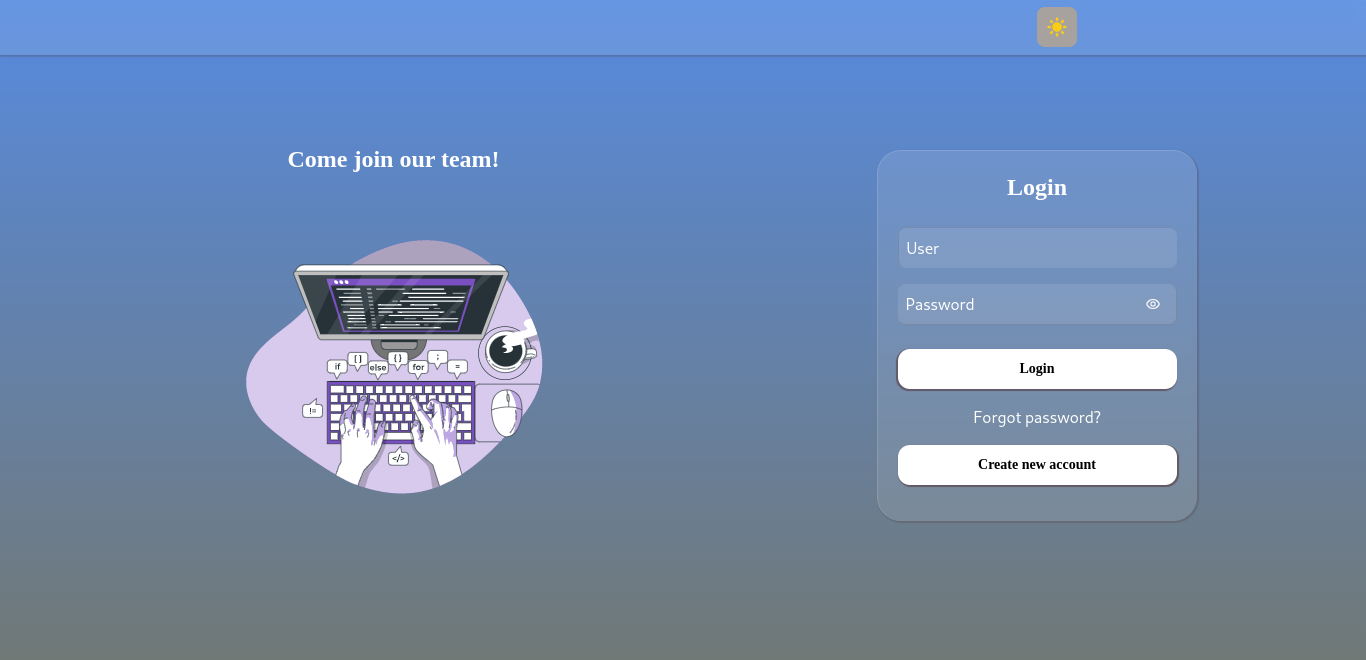 Come join our team!
Login
User
Password
Login
Forgot password?
Create new account
if
[ ]
else
{ }
for
;
=
!=
</>